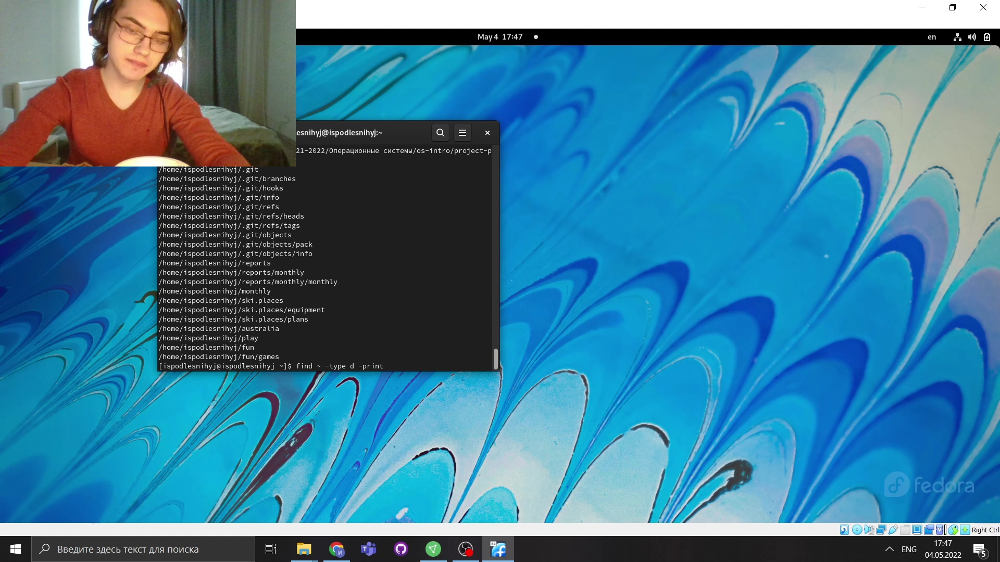 May 4 17:47
en
esnihyj@ispodlesnihyj:~
21-2022/Операционные системы/os-intro/project-p
/home/ispodlesnihyj/.git
/home/ispodlesnihyj/.git/branches
/home/ispodlesnihyj/.git/hooks
/home/ispodlesnihyj/.git/info
/home/ispodlesnihyj/.git/refs
/home/ispodlesnihyj/.git/refs/heads
/home/ispodlesnihyj/.git/refs/tags
/home/ispodlesnihyj/.git/objects
/home/ispodlesnihyj/.git/objects/pack
/home/ispodlesnihyj/.git/objects/info
/home/ispodlesnihyj/reports
/home/ispodlesnihyj/reports/monthly
/home/ispodlesnihyj/reports/monthly/monthly
/home/ispodlesnihyj/monthly
/home/ispodlesnihyj/ski.places
/home/ispodlesnihyj/ski.places/equipment
/home/ispodlesnihyj/ski.places/plans
/home/ispodlesnihyj/australia
/home/ispodlesnihyj/play
/home/ispodlesnihyj/fun
/home/ispodlesnihyj/fun/games
[ispodlesnihyj@ispodlesnihyj ~]$ find ~ -type d -print
fedora
Right Ctrl
Введите здесь текст для поиска
64
ENG
17:47
04.05.2022
5